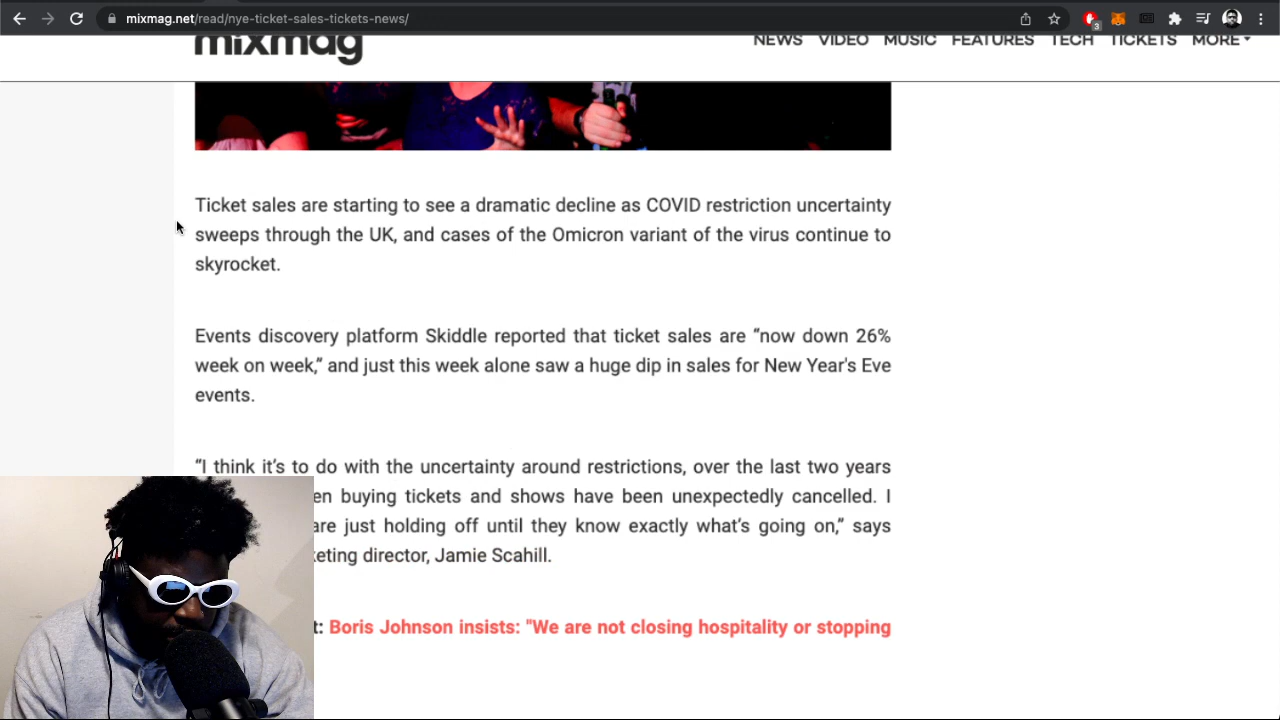 mixmag.net/read/nye-ticket-sales-tickets-news/
3
mixmag
NEWS VIDEO MUSIC FEATURES TECH TICKETS MORE
Ticket sales are starting to see a dramatic decline as COVID restriction uncertainty
sweeps through the UK, and cases of the Omicron variant of the virus continue to
skyrocket.
Events discovery platform Skiddle reported that ticket sales are “now down 26%
week on week,” and just this week alone saw a huge dip in sales for New Year's Eve
events.
“I think it’s to do with the uncertainty around restrictions, over the last two years
en buying tickets and shows have been unexpectedly cancelled. I
are just holding off until they know exactly what’s going on,” says
keting director, Jamie Scahill.
t: Boris Johnson insists: "We are not closing hospitality or stopping